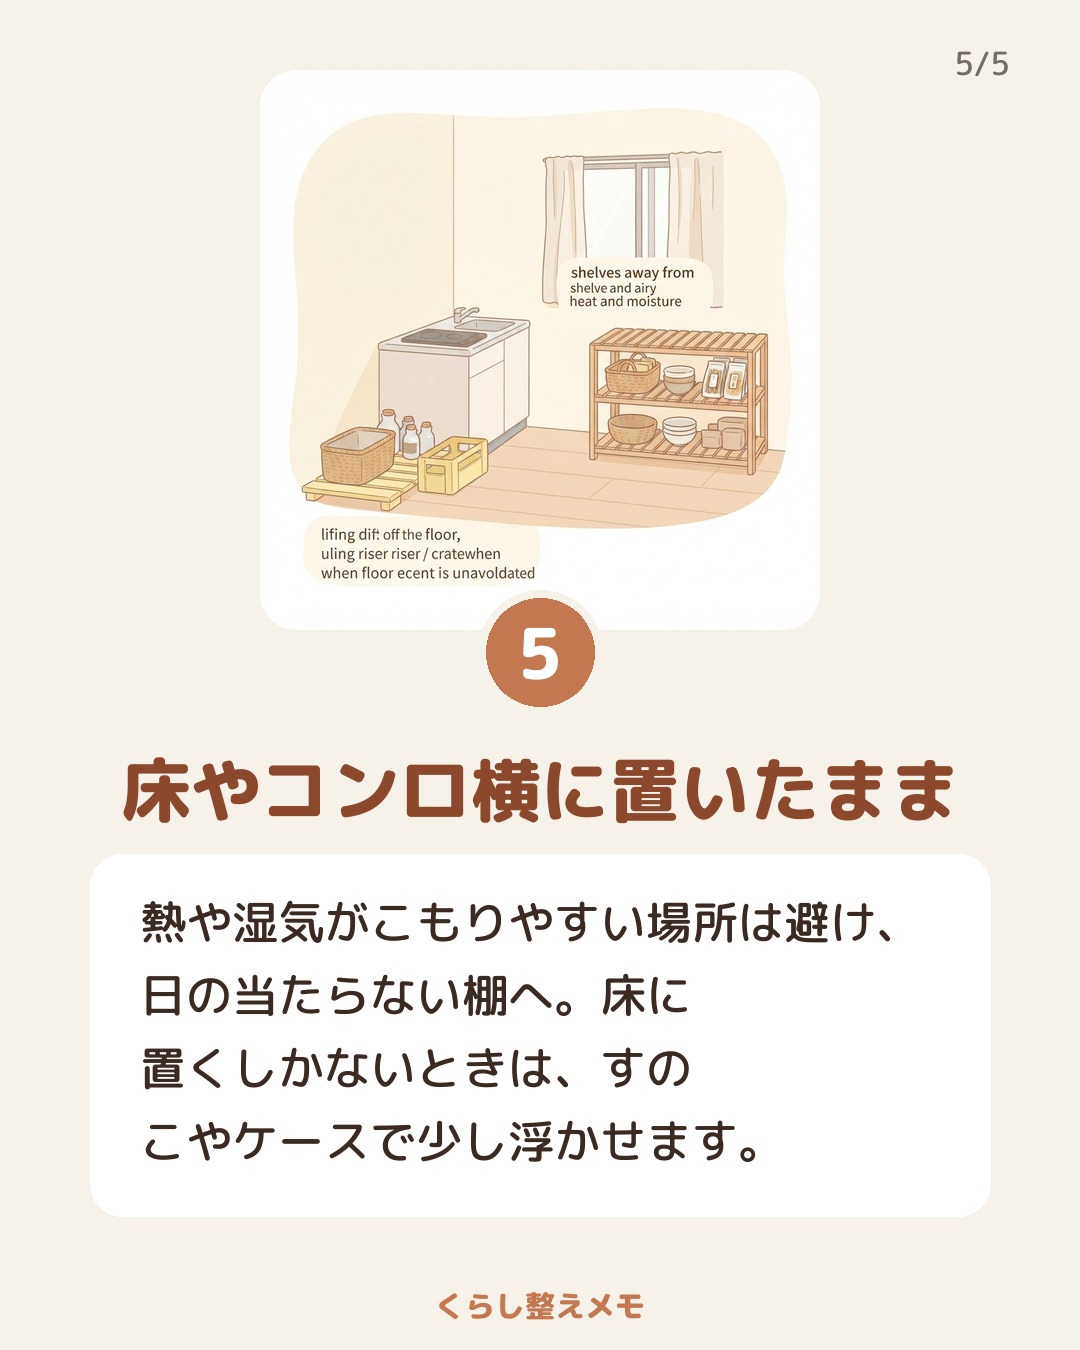 5/5
shelves away from
shelve and airy
heat and moisture
lifing dif: off the floor,
uling riser riser / cratewhen
when floor ecent is unavoldated
5
床やコンロ横に置いたまま
熱や湿気がこもりやすい場所は避け、
日の当たらない棚へ。床に
置くしかないときは、すの
こやケースで少し浮かせます。
くらし整えメモ